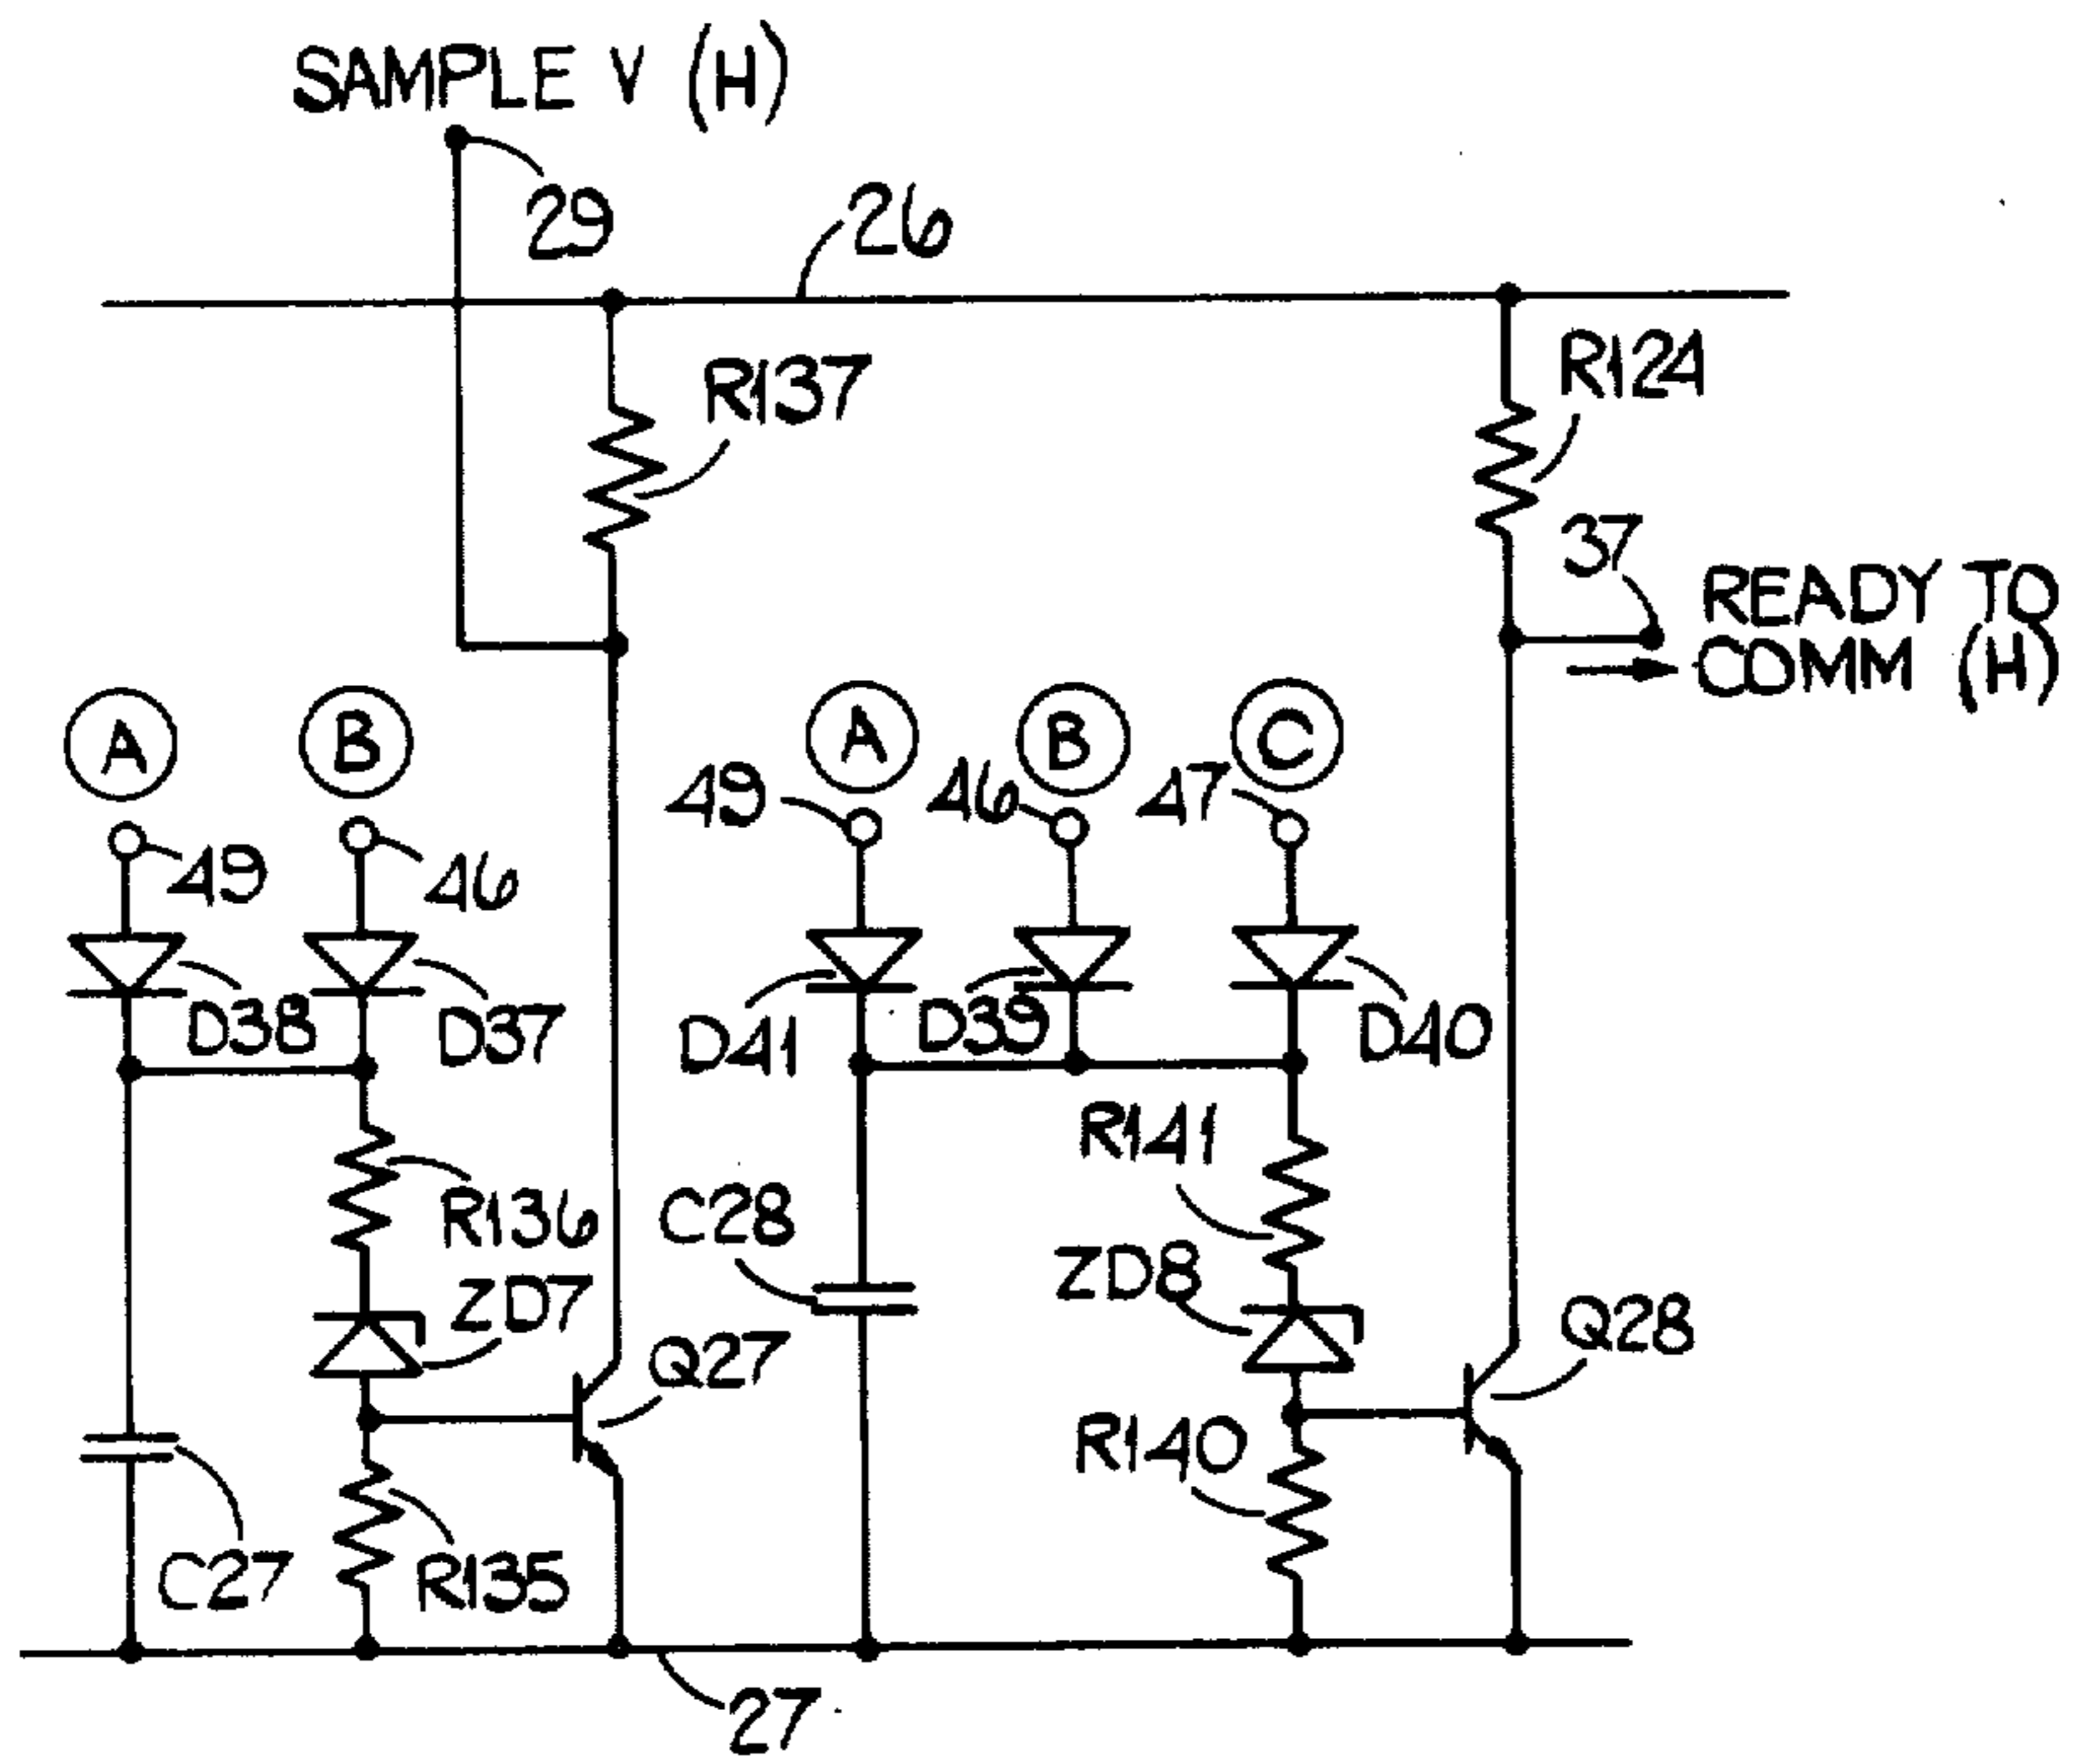 SAMPLE V (H)
29
26
R137
R124
37
READY TO
COMM (H)
A
B
A
B
C
49
46
47
49
46
D38
D37
D41
D39
D40
R136
R141
C28
ZD7
ZD8
Q27
Q28
R140
C27
R135
27